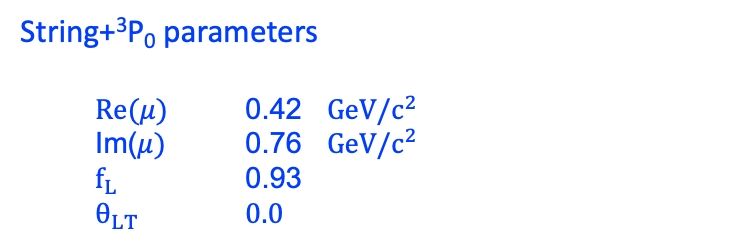 String+³P₀ parameters
Re(μ) 0.42 GeV/c²
Im(μ) 0.76 GeV/c²
f_L 0.93
θ_LT 0.0